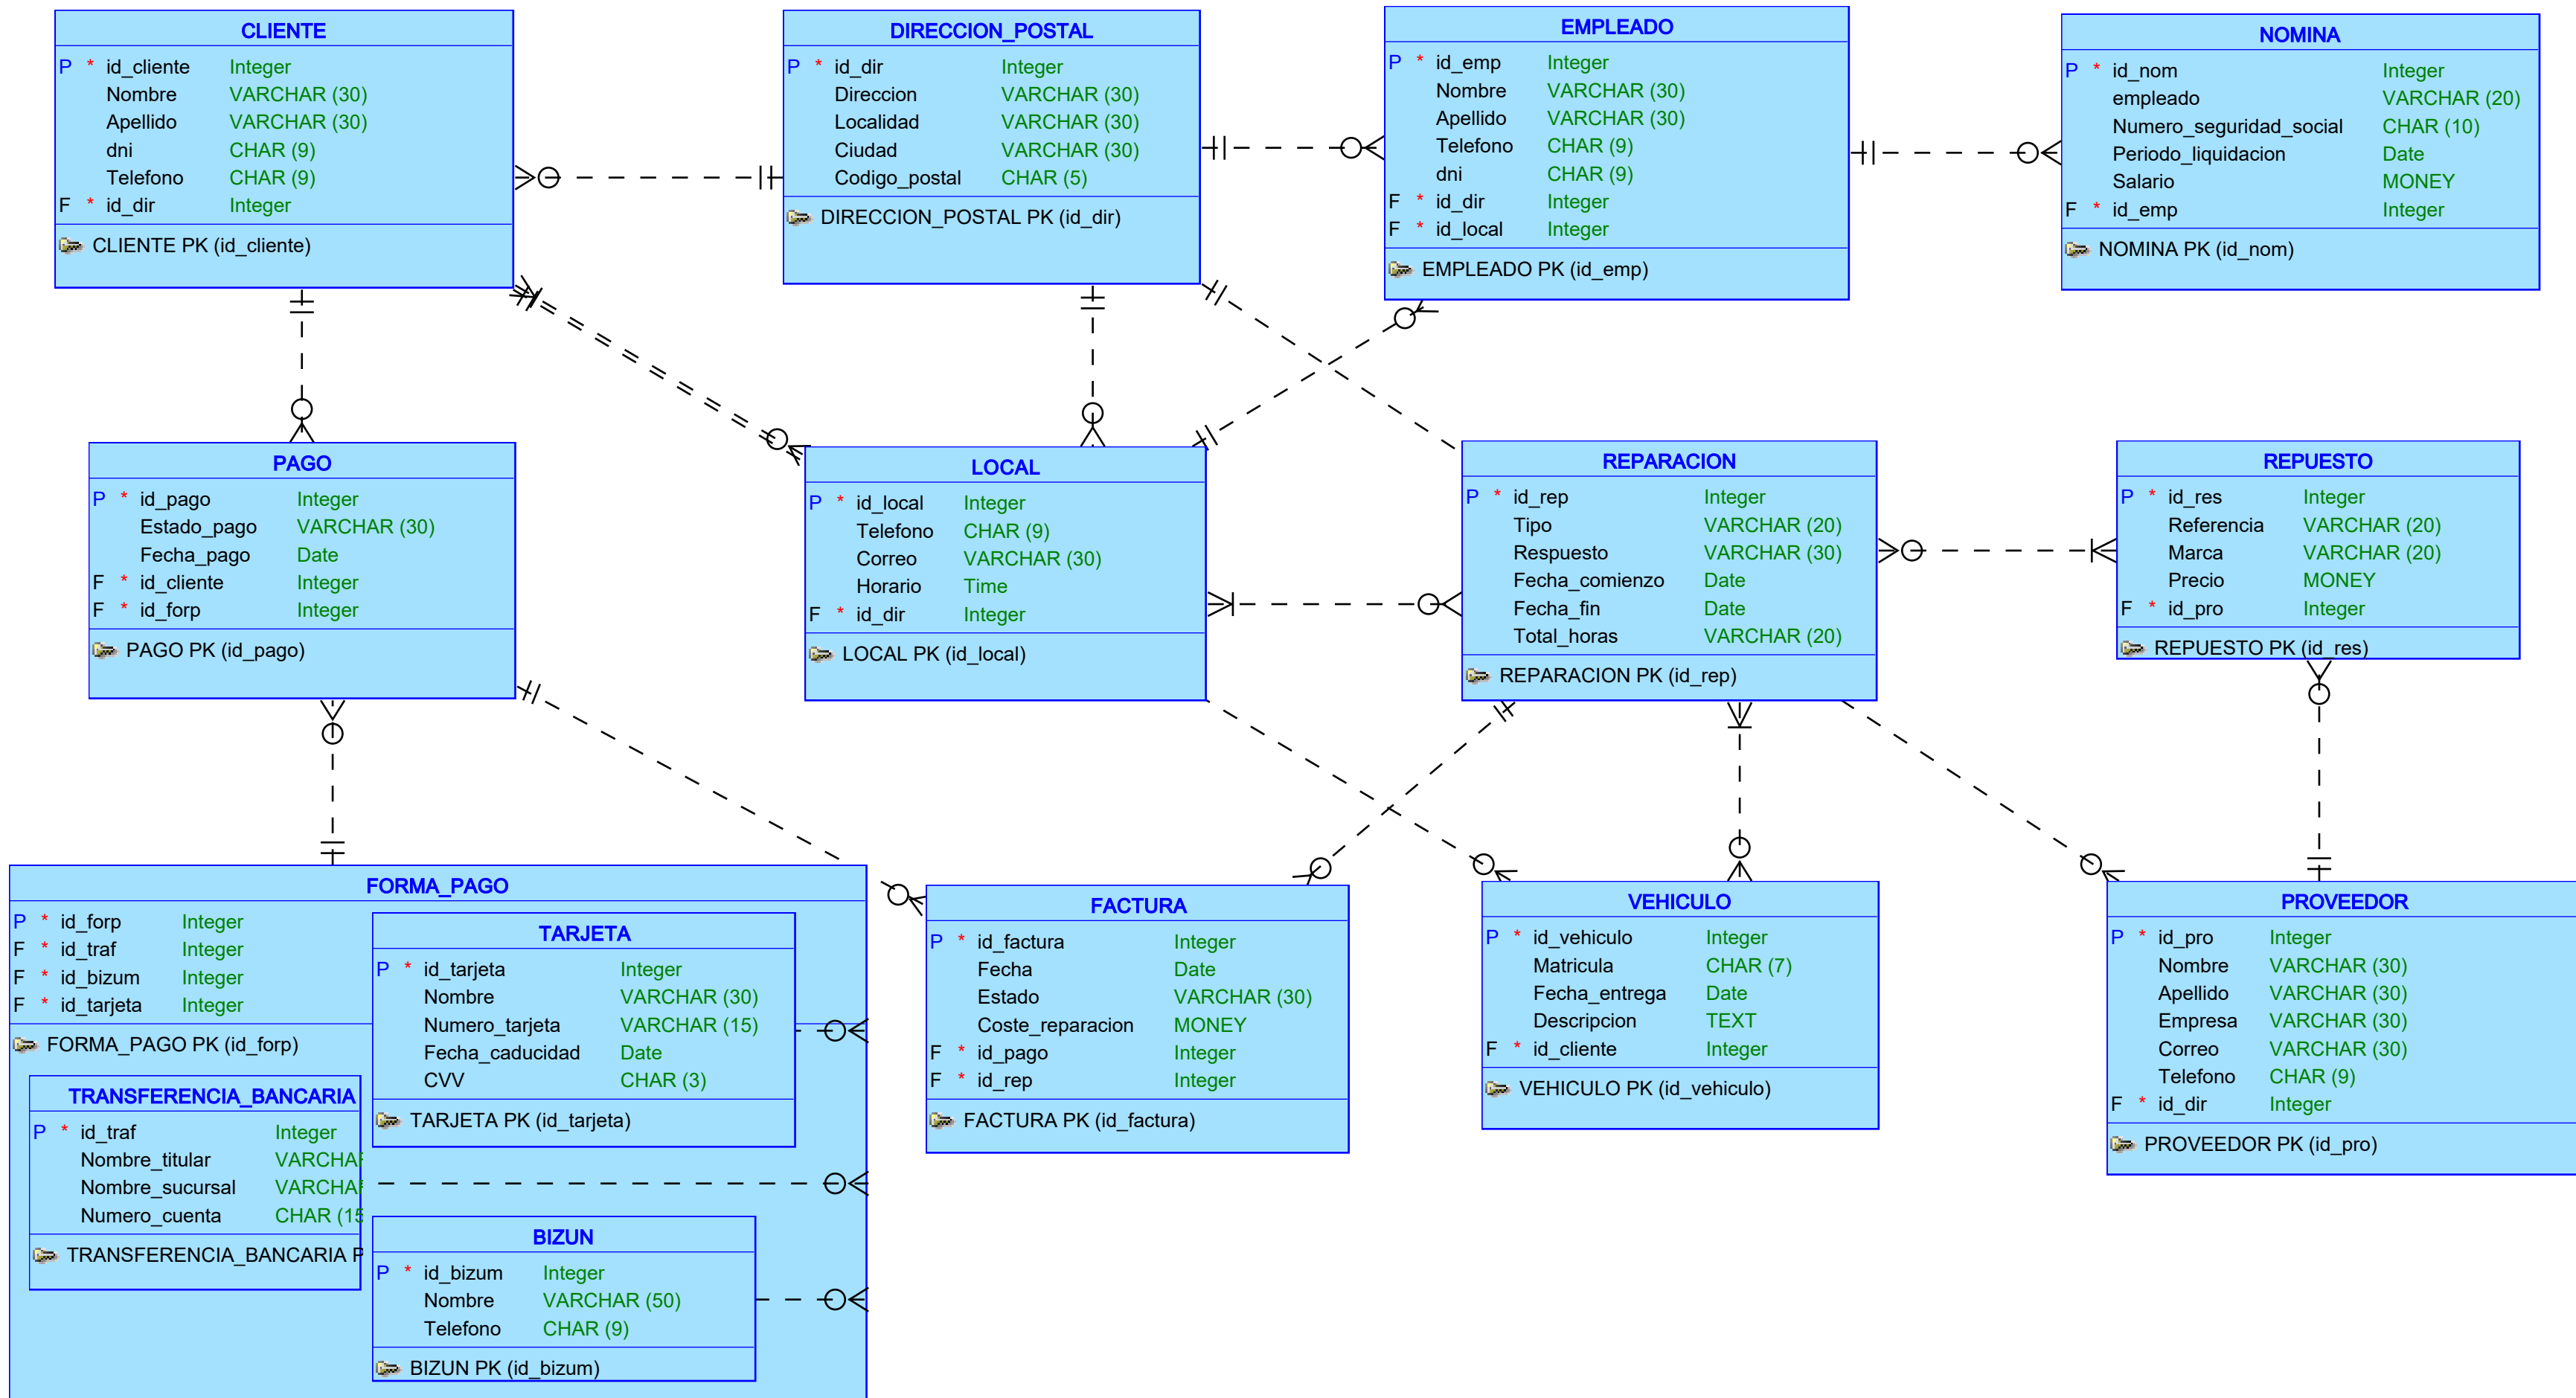 CLIENTE
P * id_cliente Integer
Nombre VARCHAR (30)
Apellido VARCHAR (30)
dni CHAR (9)
Telefono CHAR (9)
F * id_dir Integer
CLIENTE PK (id_cliente)
DIRECCION_POSTAL
P * id_dir Integer
Direccion VARCHAR (30)
Localidad VARCHAR (30)
Ciudad VARCHAR (30)
Codigo_postal CHAR (5)
DIRECCION_POSTAL PK (id_dir)
EMPLEADO
P * id_emp Integer
Nombre VARCHAR (30)
Apellido VARCHAR (30)
Telefono CHAR (9)
dni CHAR (9)
F * id_dir Integer
F * id_local Integer
EMPLEADO PK (id_emp)
NOMINA
P * id_nom Integer
empleado VARCHAR (20)
Numero_seguridad_social CHAR (10)
Periodo_liquidacion Date
Salario MONEY
F * id_emp Integer
NOMINA PK (id_nom)
PAGO
P * id_pago Integer
Estado_pago VARCHAR (30)
Fecha_pago Date
F * id_cliente Integer
F * id_forp Integer
PAGO PK (id_pago)
LOCAL
P * id_local Integer
Telefono CHAR (9)
Correo VARCHAR (30)
Horario Time
F * id_dir Integer
LOCAL PK (id_local)
REPARACION
P * id_rep Integer
Tipo VARCHAR (20)
Respuesto VARCHAR (30)
Fecha_comienzo Date
Fecha_fin Date
Total_horas VARCHAR (20)
REPARACION PK (id_rep)
REPUESTO
P * id_res Integer
Referencia VARCHAR (20)
Marca VARCHAR (20)
Precio MONEY
F * id_pro Integer
REPUESTO PK (id_res)
FORMA_PAGO
P * id_forp Integer
F * id_traf Integer
F * id_bizum Integer
F * id_tarjeta Integer
FORMA_PAGO PK (id_forp)
TARJETA
P * id_tarjeta Integer
Nombre VARCHAR (30)
Numero_tarjeta VARCHAR (15)
Fecha_caducidad Date
CVV CHAR (3)
TARJETA PK (id_tarjeta)
TRANSFERENCIA_BANCARIA
P * id_traf Integer
Nombre_titular VARCHAR
Nombre_sucursal VARCHAR
Numero_cuenta CHAR (15
TRANSFERENCIA_BANCARIA P
BIZUN
P * id_bizum Integer
Nombre VARCHAR (50)
Telefono CHAR (9)
BIZUN PK (id_bizum)
FACTURA
P * id_factura Integer
Fecha Date
Estado VARCHAR (30)
Coste_reparacion MONEY
F * id_pago Integer
F * id_rep Integer
FACTURA PK (id_factura)
VEHICULO
P * id_vehiculo Integer
Matricula CHAR (7)
Fecha_entrega Date
Descripcion TEXT
F * id_cliente Integer
VEHICULO PK (id_vehiculo)
PROVEEDOR
P * id_pro Integer
Nombre VARCHAR (30)
Apellido VARCHAR (30)
Empresa VARCHAR (30)
Correo VARCHAR (30)
Telefono CHAR (9)
F * id_dir Integer
PROVEEDOR PK (id_pro)